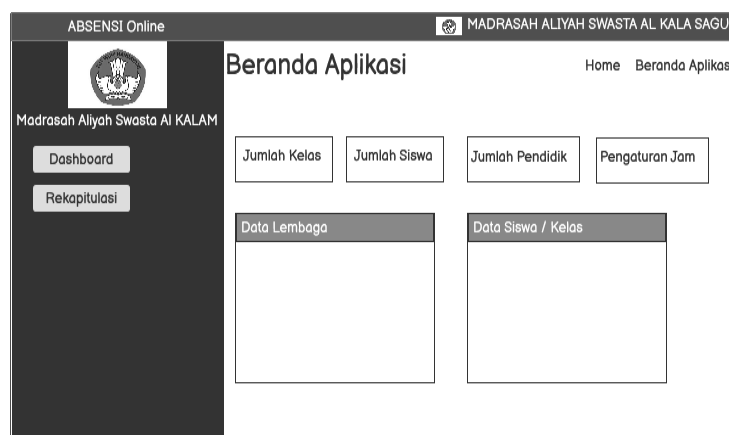 ABSENSI Online
MADRASAH ALIYAH SWASTA AL KALA SAGU
Madrasah Aliyah Swasta Al KALAM
Dashboard
Rekapitulasi
Beranda Aplikasi
Home Beranda Aplikas
Jumlah Kelas
Jumlah Siswa
Jumlah Pendidik
Pengaturan Jam
Data Lembaga
Data Siswa / Kelas